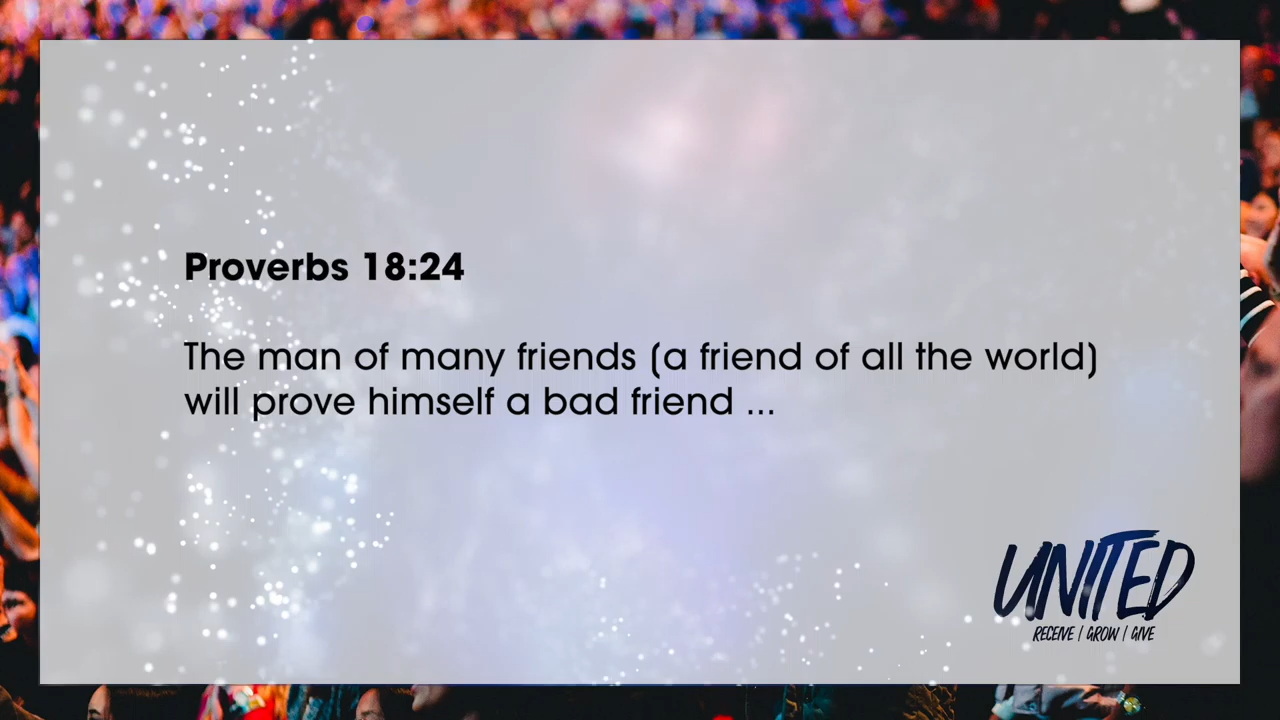 Proverbs 18:24
The man of many friends (a friend of all the world)
will prove himself a bad friend ...
UNITED
RECEIVE / GROW / GIVE